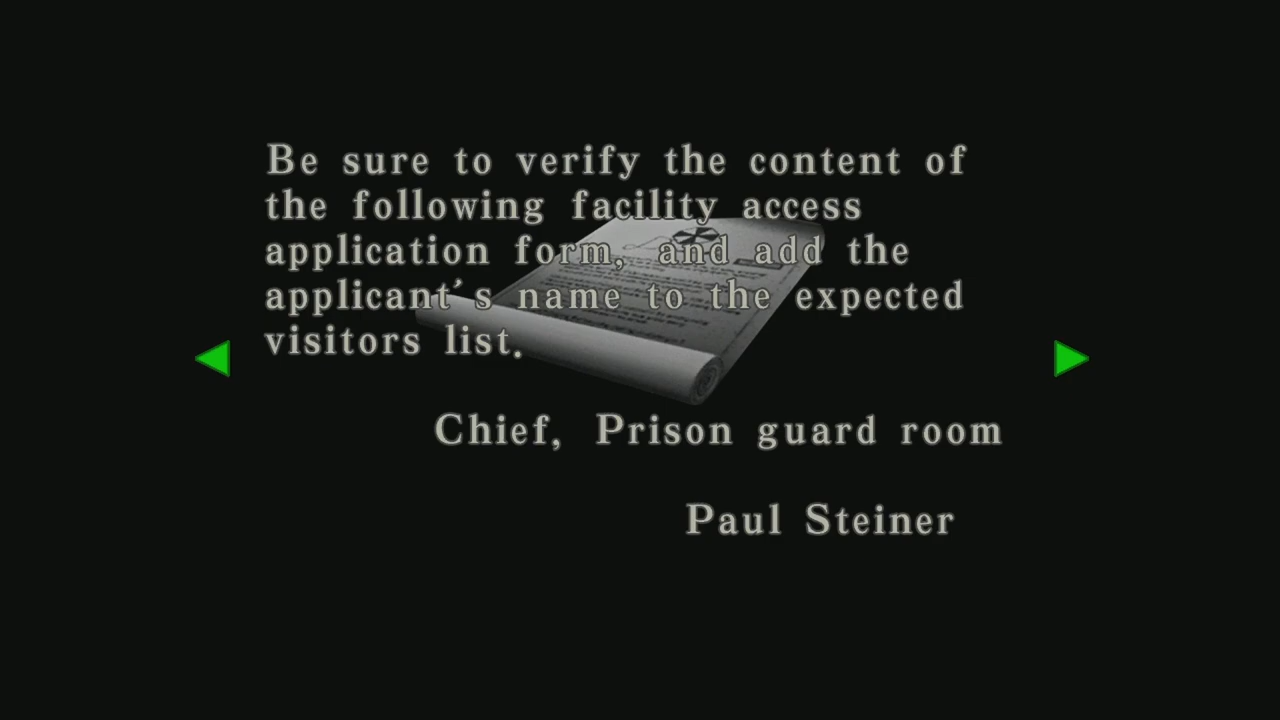 Be sure to verify the content of
the following facility access
application form, and add the
applicant's name to the expected
visitors list.
Chief, Prison guard room
Paul Steiner